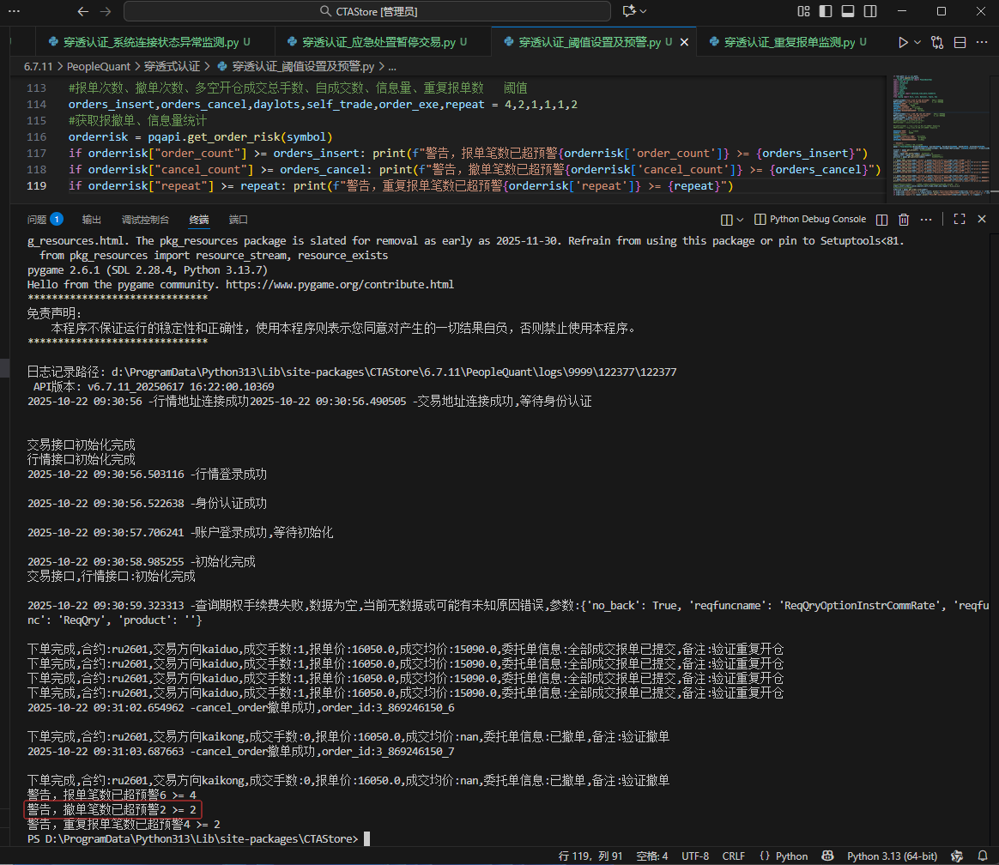 CTAStore [管理员]
穿透认证_系统连接状态异常监测.py U
穿透认证_应急处置暂停交易.py U
穿透认证_阈值设置及预警.py U
穿透认证_重复报单监测.py U
6.7.11 > PeopleQuant > 穿透式认证 > 穿透认证_阈值设置及预警.py > ...
113 #报单次数、撤单次数、多空开仓成交总手数、自成交数、信息量、重复报单数 阈值
114 orders_insert,orders_cancel,daylots,self_trade,order_exe,repeat = 4,2,1,1,1,2
115 #获取报撤单、信息量统计
116 orderrisk = pqapi.get_order_risk(symbol)
117 if orderrisk["order_count"] >= orders_insert: print(f"警告，报单笔数已超预警{orderrisk['order_count']} >= {orders_insert}")
118 if orderrisk["cancel_count"] >= orders_cancel: print(f"警告，撤单笔数已超预警{orderrisk['cancel_count']} >= {orders_cancel}")
119 if orderrisk["repeat"] >= repeat: print(f"警告，重复报单笔数已超预警{orderrisk['repeat']} >= {repeat}")
问题 1 输出 调试控制台 终端 端口 Python Debug Console
g_resources.html. The pkg_resources package is slated for removal as early as 2025-11-30. Refrain from using this package or pin to Setuptools<81.
from pkg_resources import resource_stream, resource_exists
pygame 2.6.1 (SDL 2.28.4, Python 3.13.7)
Hello from the pygame community. https://www.pygame.org/contribute.html
******************************
免责声明：
本程序不保证运行的稳定性和正确性，使用本程序则表示您同意对产生的一切结果自负，否则禁止使用本程序。
******************************
日志记录路径: d:\ProgramData\Python313\Lib\site-packages\CTAStore\6.7.11\PeopleQuant\logs\9999\122377\122377
API版本: v6.7.11_20250617 16:22:00.10369
2025-10-22 09:30:56 -行情地址连接成功2025-10-22 09:30:56.490505 -交易地址连接成功,等待身份认证
交易接口初始化完成
行情接口初始化完成
2025-10-22 09:30:56.503116 -行情登录成功
2025-10-22 09:30:56.522638 -身份认证成功
2025-10-22 09:30:57.706241 -账户登录成功,等待初始化
2025-10-22 09:30:58.985255 -初始化完成
交易接口,行情接口:初始化完成
2025-10-22 09:30:59.323313 -查询期权手续费失败,数据为空,当前无数据或可能有未知原因错误,参数:{'no_back': True, 'reqfuncname': 'ReqQryOptionInstrCommRate', 'reqfu
nc': 'ReqQry', 'product': ''}
下单完成,合约:ru2601,交易方向kaiduo,成交手数:1,报单价:16050.0,成交均价:15090.0,委托单信息:全部成交报单已提交,备注:验证重复开仓
下单完成,合约:ru2601,交易方向kaiduo,成交手数:1,报单价:16050.0,成交均价:15090.0,委托单信息:全部成交报单已提交,备注:验证重复开仓
下单完成,合约:ru2601,交易方向kaiduo,成交手数:1,报单价:16050.0,成交均价:15090.0,委托单信息:全部成交报单已提交,备注:验证重复开仓
下单完成,合约:ru2601,交易方向kaiduo,成交手数:1,报单价:16050.0,成交均价:15090.0,委托单信息:全部成交报单已提交,备注:验证重复开仓
2025-10-22 09:31:02.654962 -cancel_order撤单成功,order_id:3_869246150_6
下单完成,合约:ru2601,交易方向kaikong,成交手数:0,报单价:16050.0,成交均价:nan,委托单信息:已撤单,备注:验证撤单
2025-10-22 09:31:03.687663 -cancel_order撤单成功,order_id:3_869246150_7
下单完成,合约:ru2601,交易方向kaikong,成交手数:0,报单价:16050.0,成交均价:nan,委托单信息:已撤单,备注:验证撤单
警告，报单笔数已超预警6 >= 4
警告，撤单笔数已超预警2 >= 2
警告，重复报单笔数已超预警4 >= 2
PS D:\ProgramData\Python313\Lib\site-packages\CTAStore>
行 119，列 91 空格: 4 UTF-8 CRLF {} Python Python 3.13 (64-bit)